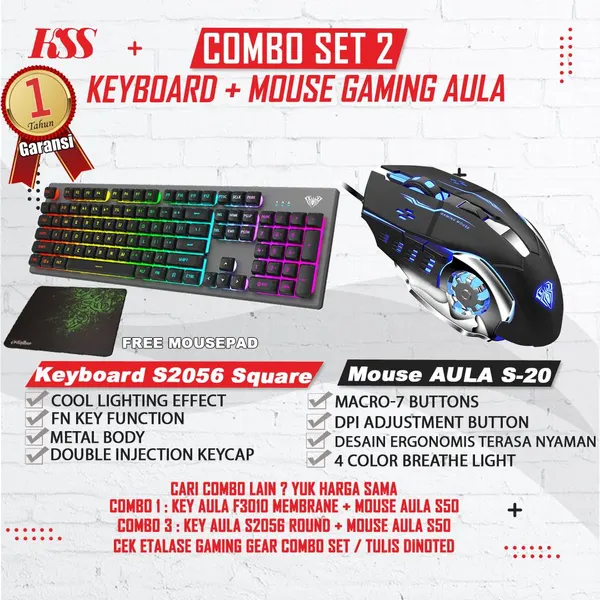 KSS
COMBO SET 2
KEYBOARD + MOUSE GAMING AULA
1
Tahun
Garansi
FREE MOUSEPAD
Keyboard S2056 Square
COOL LIGHTING EFFECT
FN KEY FUNCTION
METAL BODY
DOUBLE INJECTION KEYCAP
Mouse AULA S-20
MACRO-7 BUTTONS
DPI ADJUSTMENT BUTTON
DESAIN ERGONOMIS TERASA NYAMAN
4 COLOR BREATHE LIGHT
CARI COMBO LAIN ? YUK HARGA SAMA
COMBO 1 : KEY AULA F3010 MEMBRANE + MOUSE AULA S50
COMBO 3 : KEY AULA S2056 ROUND + MOUSE AULA S50
CEK ETALASE GAMING GEAR COMBO SET / TULIS DINOTED